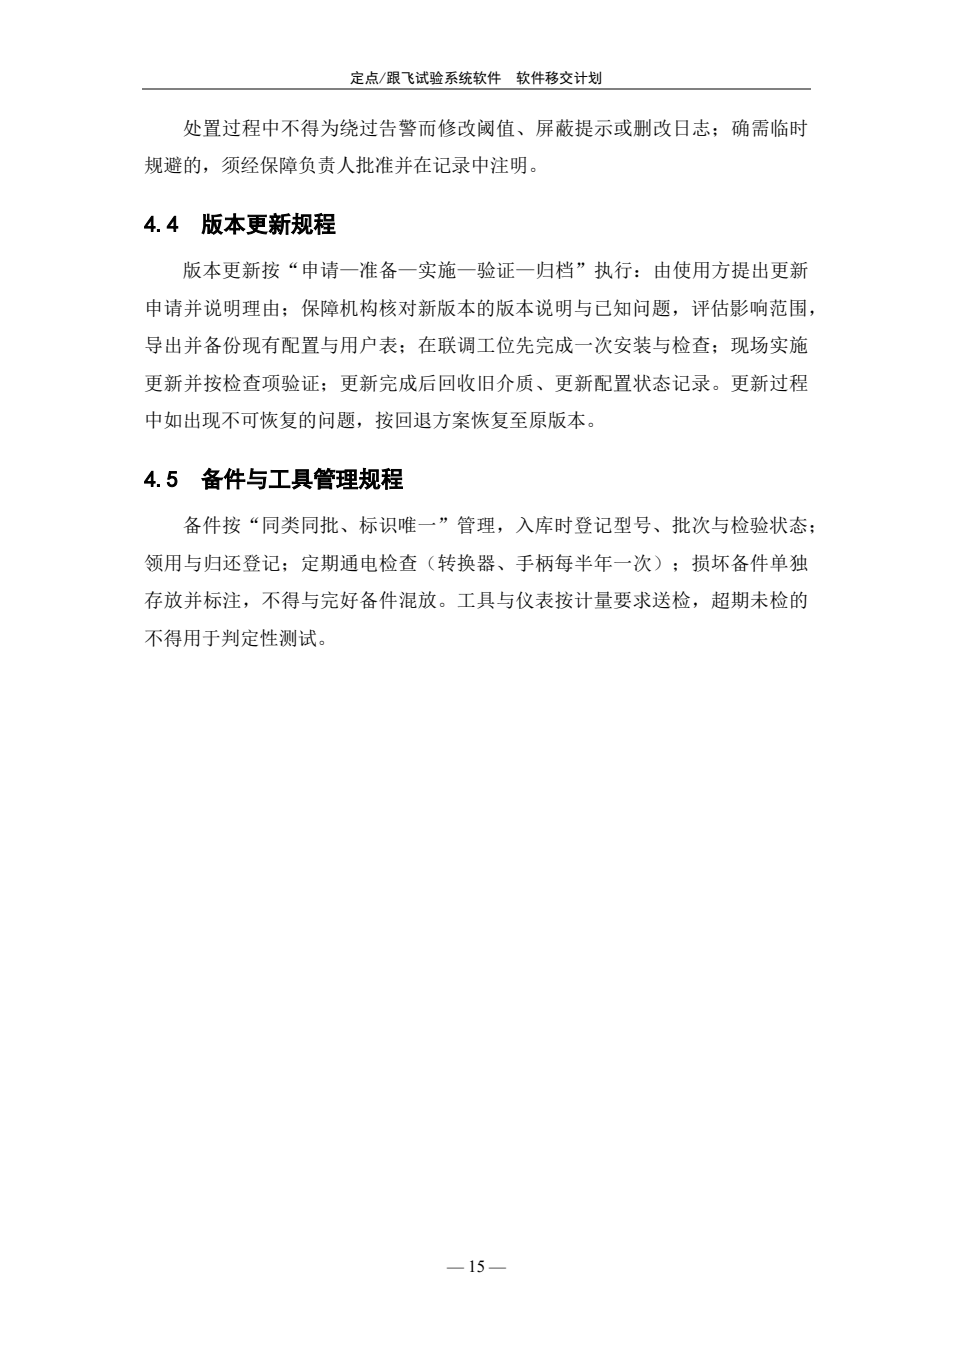 定点/跟飞试验系统软件　软件移交计划
处置过程中不得为绕过告警而修改阈值、屏蔽提示或删改日志；确需临时
规避的，须经保障负责人批准并在记录中注明。
4.4　版本更新规程
版本更新按“申请—准备—实施—验证—归档”执行：由使用方提出更新
申请并说明理由；保障机构核对新版本的版本说明与已知问题，评估影响范围，
导出并备份现有配置与用户表；在联调工位先完成一次安装与检查；现场实施
更新并按检查项验证；更新完成后回收旧介质、更新配置状态记录。更新过程
中如出现不可恢复的问题，按回退方案恢复至原版本。
4.5　备件与工具管理规程
备件按“同类同批、标识唯一”管理，入库时登记型号、批次与检验状态；
领用与归还登记；定期通电检查（转换器、手柄每半年一次）；损坏备件单独
存放并标注，不得与完好备件混放。工具与仪表按计量要求送检，超期未检的
不得用于判定性测试。
— 15 —